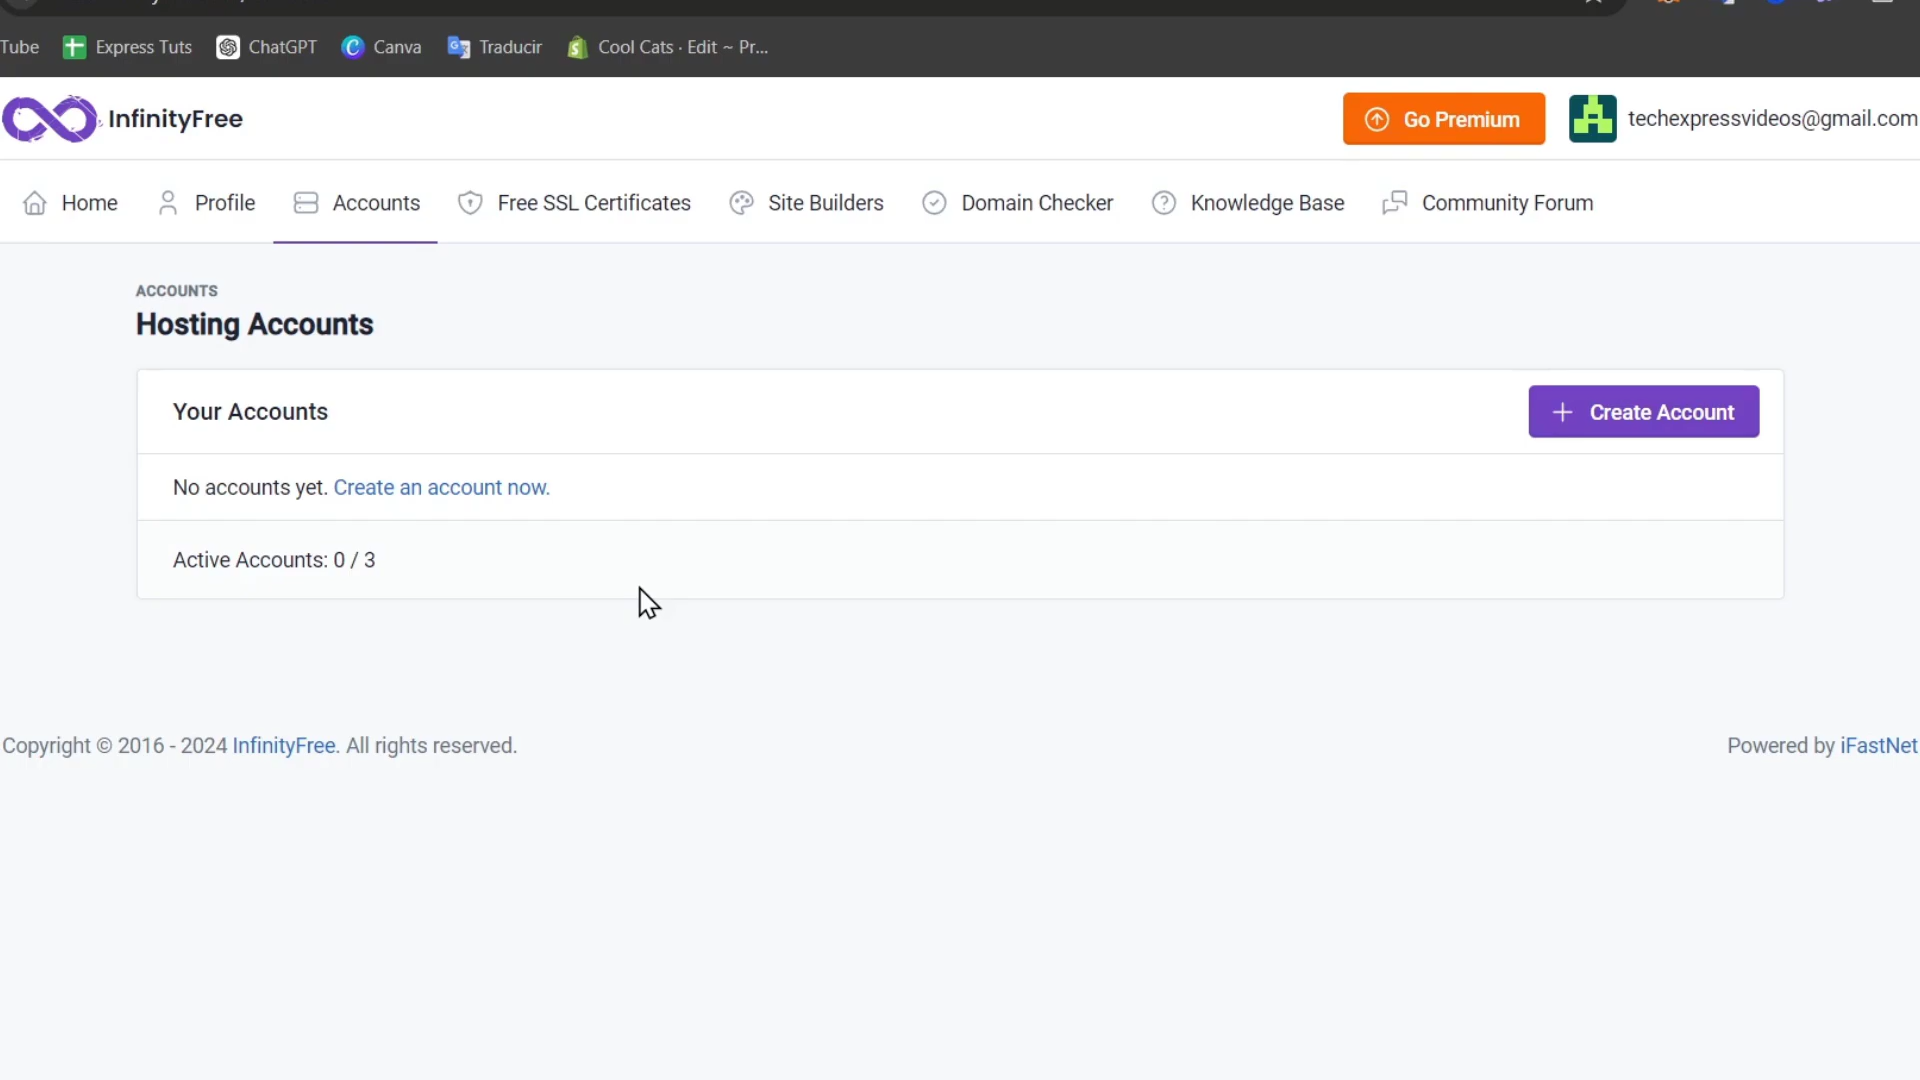 Tube Express Tuts ChatGPT Canva Traducir Cool Cats · Edit ~ Pr...
InfinityFree Go Premium techexpressvideos@gmail.com
Home Profile Accounts Free SSL Certificates Site Builders Domain Checker Knowledge Base Community Forum
ACCOUNTS
Hosting Accounts
Your Accounts Create Account
No accounts yet. Create an account now.
Active Accounts: 0 / 3
Copyright © 2016 - 2024 InfinityFree. All rights reserved. Powered by iFastNet